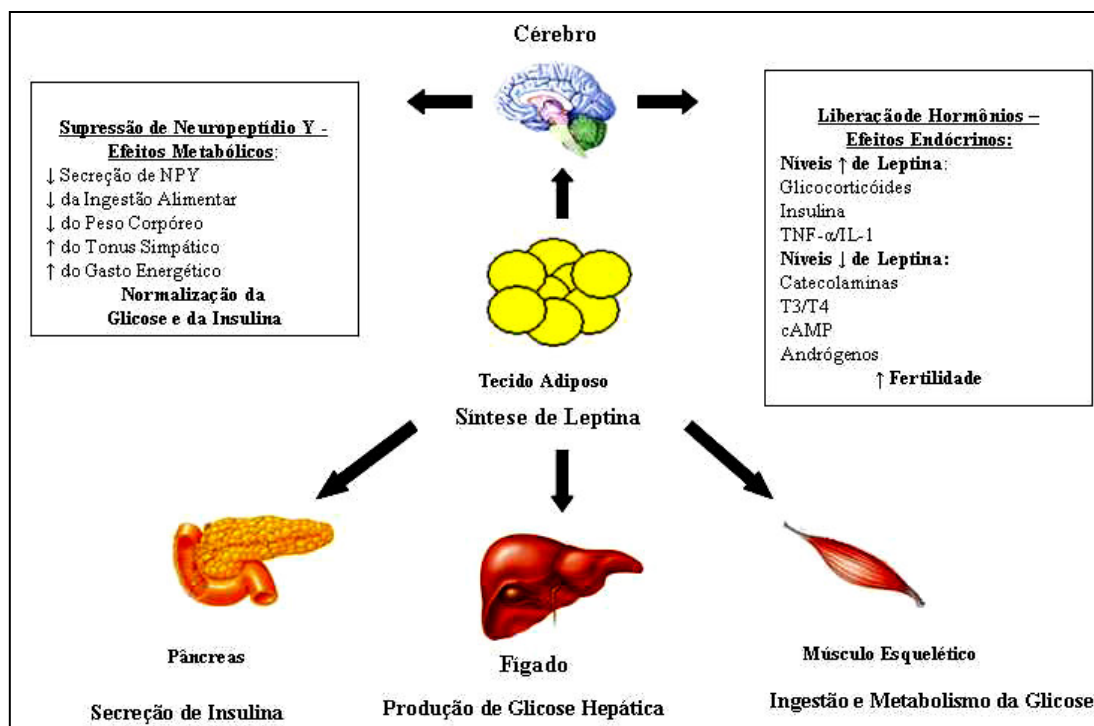 Cérebro
Supressão de Neuropeptídio Y -
Efeitos Metabólicos:
↓ Secreção de NPY
↓ da Ingestão Alimentar
↓ do Peso Corpóreo
↑ do Tonus Simpático
↑ do Gasto Energético
Normalização da
Glicose e da Insulina
Liberaçãode Hormônios –
Efeitos Endócrinos:
Níveis ↑ de Leptina:
Glicocorticóides
Insulina
TNF-α/IL-1
Níveis ↓ de Leptina:
Catecolaminas
T3/T4
cAMP
Andrógenos
↑ Fertilidade
Tecido Adiposo
Síntese de Leptina
Pâncreas
Secreção de Insulina
Fígado
Produção de Glicose Hepática
Músculo Esquelético
Ingestão e Metabolismo da Glicose